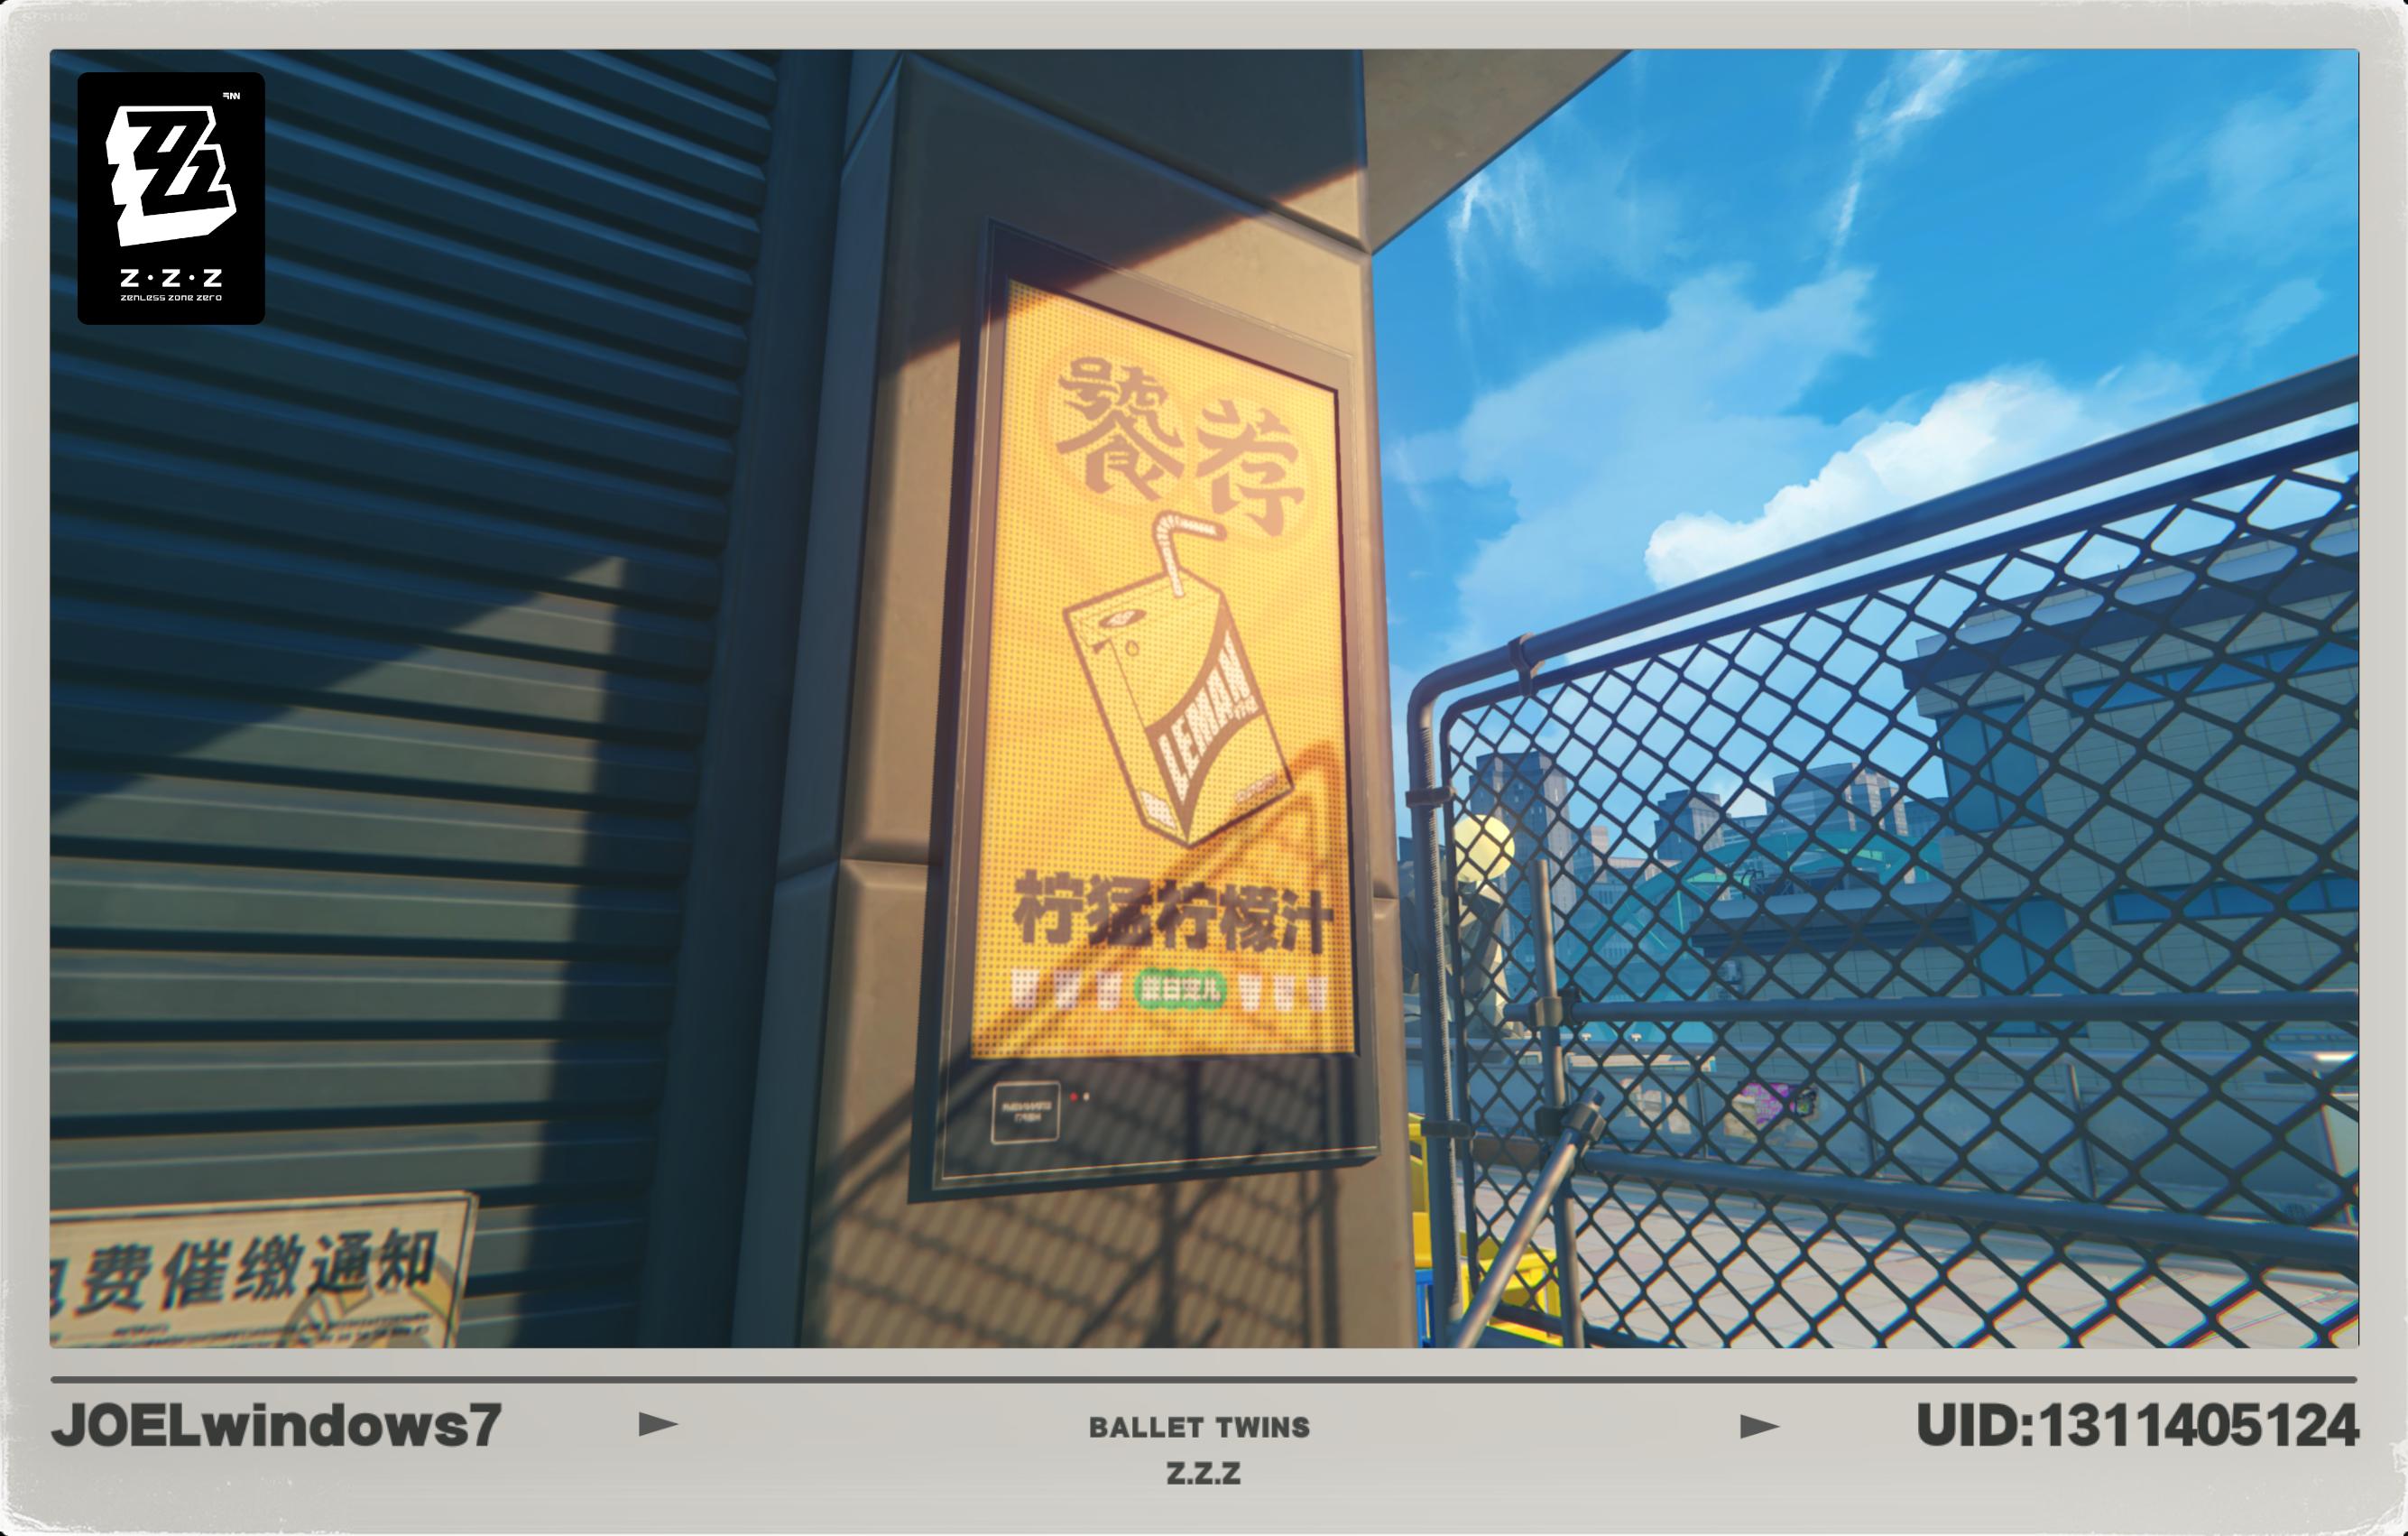 Z·Z·Z
ZENLESS ZONE ZERO
饕荐
LEMAN
柠猛柠檬汁
费催缴通知
JOELwindows7
BALLET TWINS
Z.Z.Z
UID:1311405124